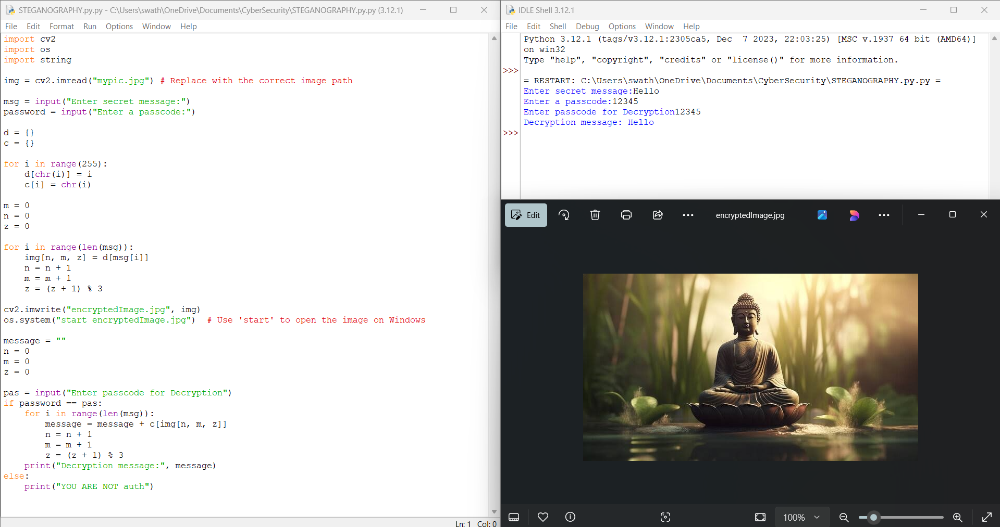 STEGANOGRAPHY.py.py - C:\Users\swath\OneDrive\Documents\CyberSecurity\STEGANOGRAPHY.py.py (3.12.1)
File Edit Format Run Options Window Help
import cv2
import os
import string
img = cv2.imread("mypic.jpg") # Replace with the correct image path
msg = input("Enter secret message:")
password = input("Enter a passcode:")
d = {}
c = {}
for i in range(255):
    d[chr(i)] = i
    c[i] = chr(i)
m = 0
n = 0
z = 0
for i in range(len(msg)):
    img[n, m, z] = d[msg[i]]
    n = n + 1
    m = m + 1
    z = (z + 1) % 3
cv2.imwrite("encryptedImage.jpg", img)
os.system("start encryptedImage.jpg")  # Use 'start' to open the image on Windows
message = ""
n = 0
m = 0
z = 0
pas = input("Enter passcode for Decryption")
if password == pas:
    for i in range(len(msg)):
        message = message + c[img[n, m, z]]
        n = n + 1
        m = m + 1
        z = (z + 1) % 3
    print("Decryption message:", message)
else:
    print("YOU ARE NOT auth")
Ln: 1 Col: 0
IDLE Shell 3.12.1
File Edit Shell Debug Options Window Help
Python 3.12.1 (tags/v3.12.1:2305ca5, Dec  7 2023, 22:03:25) [MSC v.1937 64 bit (AMD64)]
on win32
Type "help", "copyright", "credits" or "license()" for more information.
>>>
= RESTART: C:\Users\swath\OneDrive\Documents\CyberSecurity\STEGANOGRAPHY.py.py =
Enter secret message:Hello
Enter a passcode:12345
Enter passcode for Decryption12345
Decryption message: Hello
>>>
Edit
encryptedImage.jpg
100%